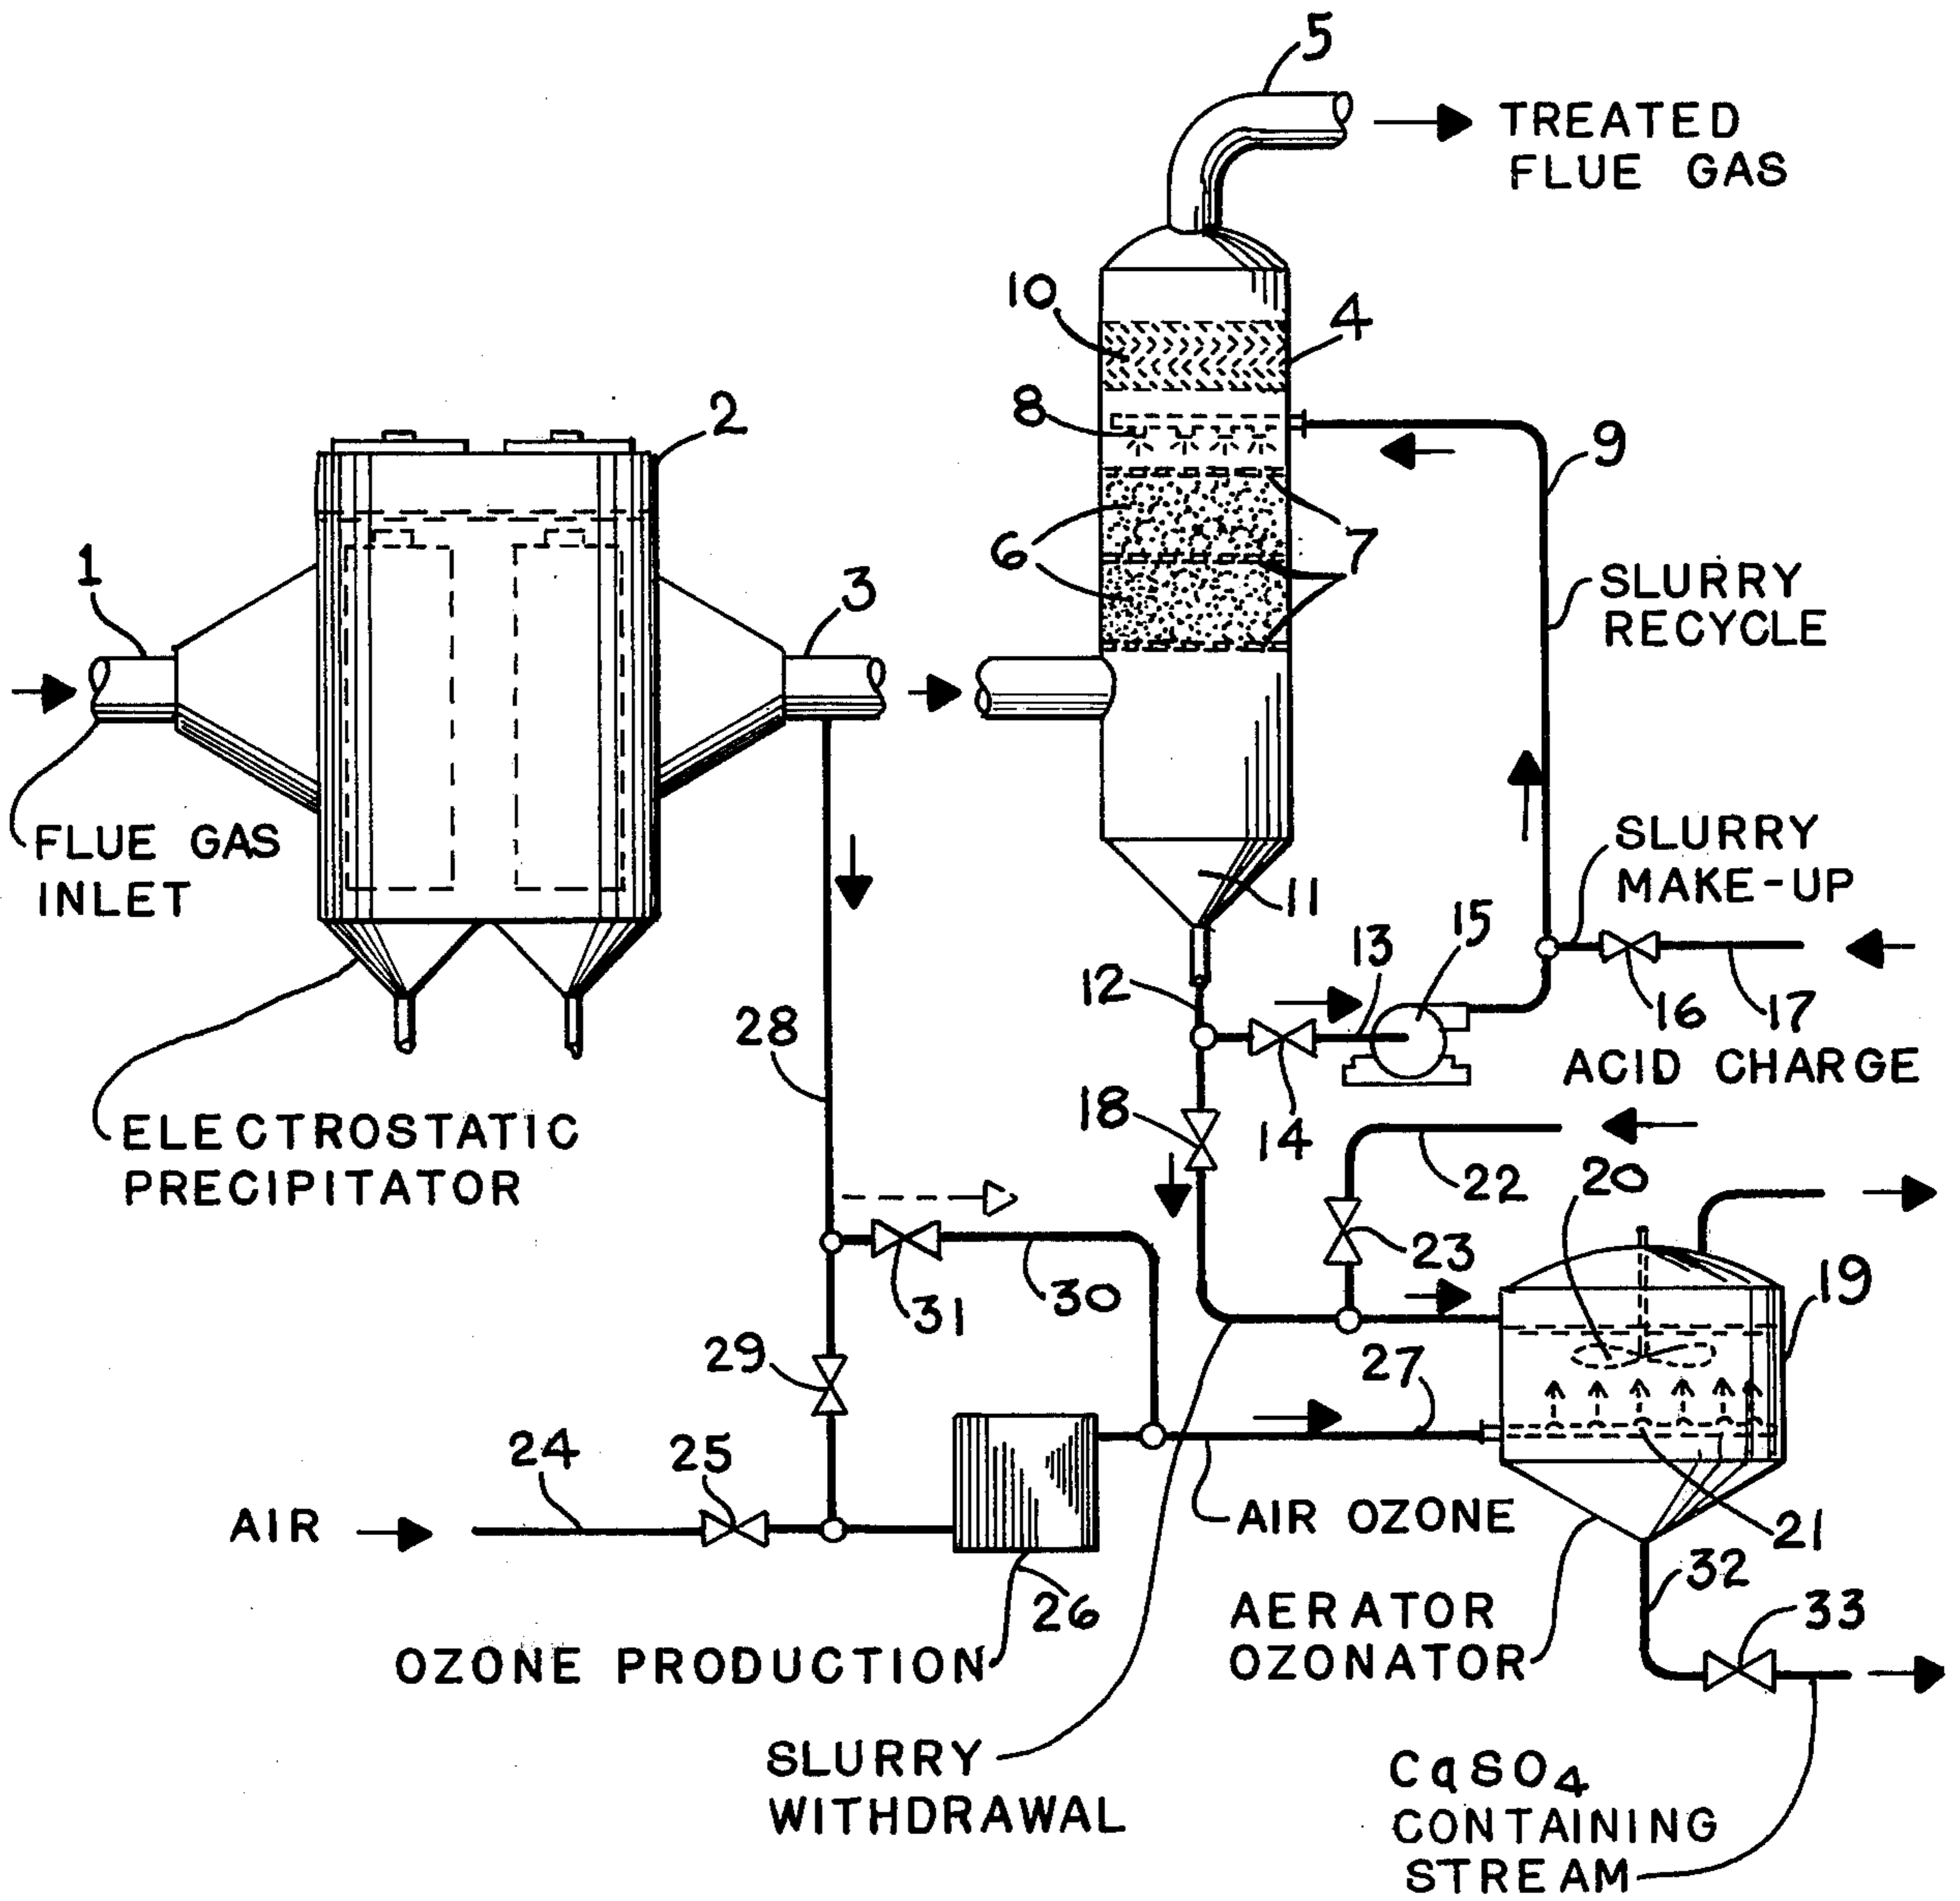 5
TREATED
FLUE GAS
10
4
8
2
9
6
7
1
3
SLURRY
RECYCLE
FLUE GAS
INLET
SLURRY
MAKE-UP
11
15
13
12
16
17
28
ACID CHARGE
18
14
ELECTROSTATIC
PRECIPITATOR
22
20
23
19
31
30
29
27
24
25
AIR
AIR OZONE
21
32
26
AERATOR
OZONATOR
33
OZONE PRODUCTION
SLURRY
WITHDRAWAL
CaSO4
CONTAINING
STREAM